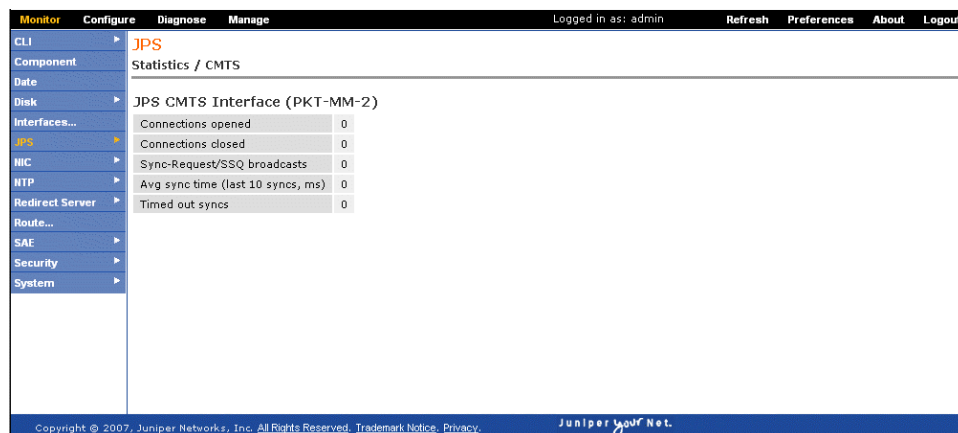 Monitor Configure Diagnose Manage Logged in as: admin Refresh Preferences About Logout
CLI
Component
Date
Disk
Interfaces...
JPS
NIC
NTP
Redirect Server
Route...
SAE
Security
System
JPS
Statistics / CMTS
JPS CMTS Interface (PKT-MM-2)
Connections opened 0
Connections closed 0
Sync-Request/SSQ broadcasts 0
Avg sync time (last 10 syncs, ms) 0
Timed out syncs 0
Copyright © 2007, Juniper Networks, Inc. All Rights Reserved. Trademark Notice. Privacy. Juniper your Net.